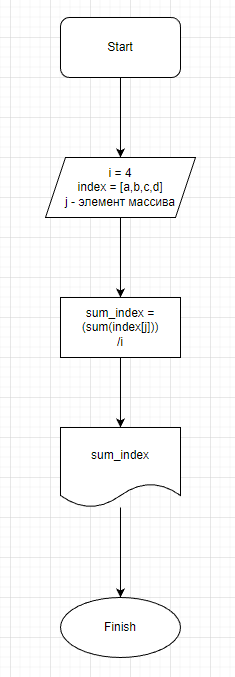 Start
i = 4
index = [a,b,c,d]
j - элемент массива
sum_index =
(sum(index[j]))
/i
sum_index
Finish